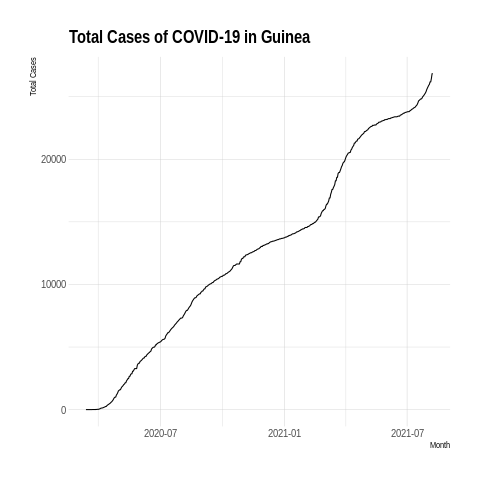 Total Cases of COVID-19 in Guinea
Total Cases
20000
10000
0
2020-07
2021-01
2021-07
Month